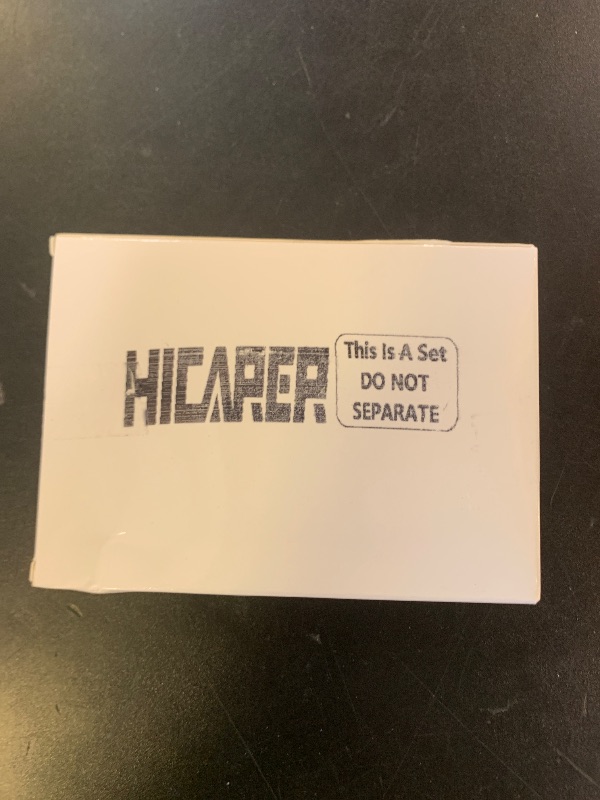 HICARER
This Is A Set
DO NOT
SEPARATE